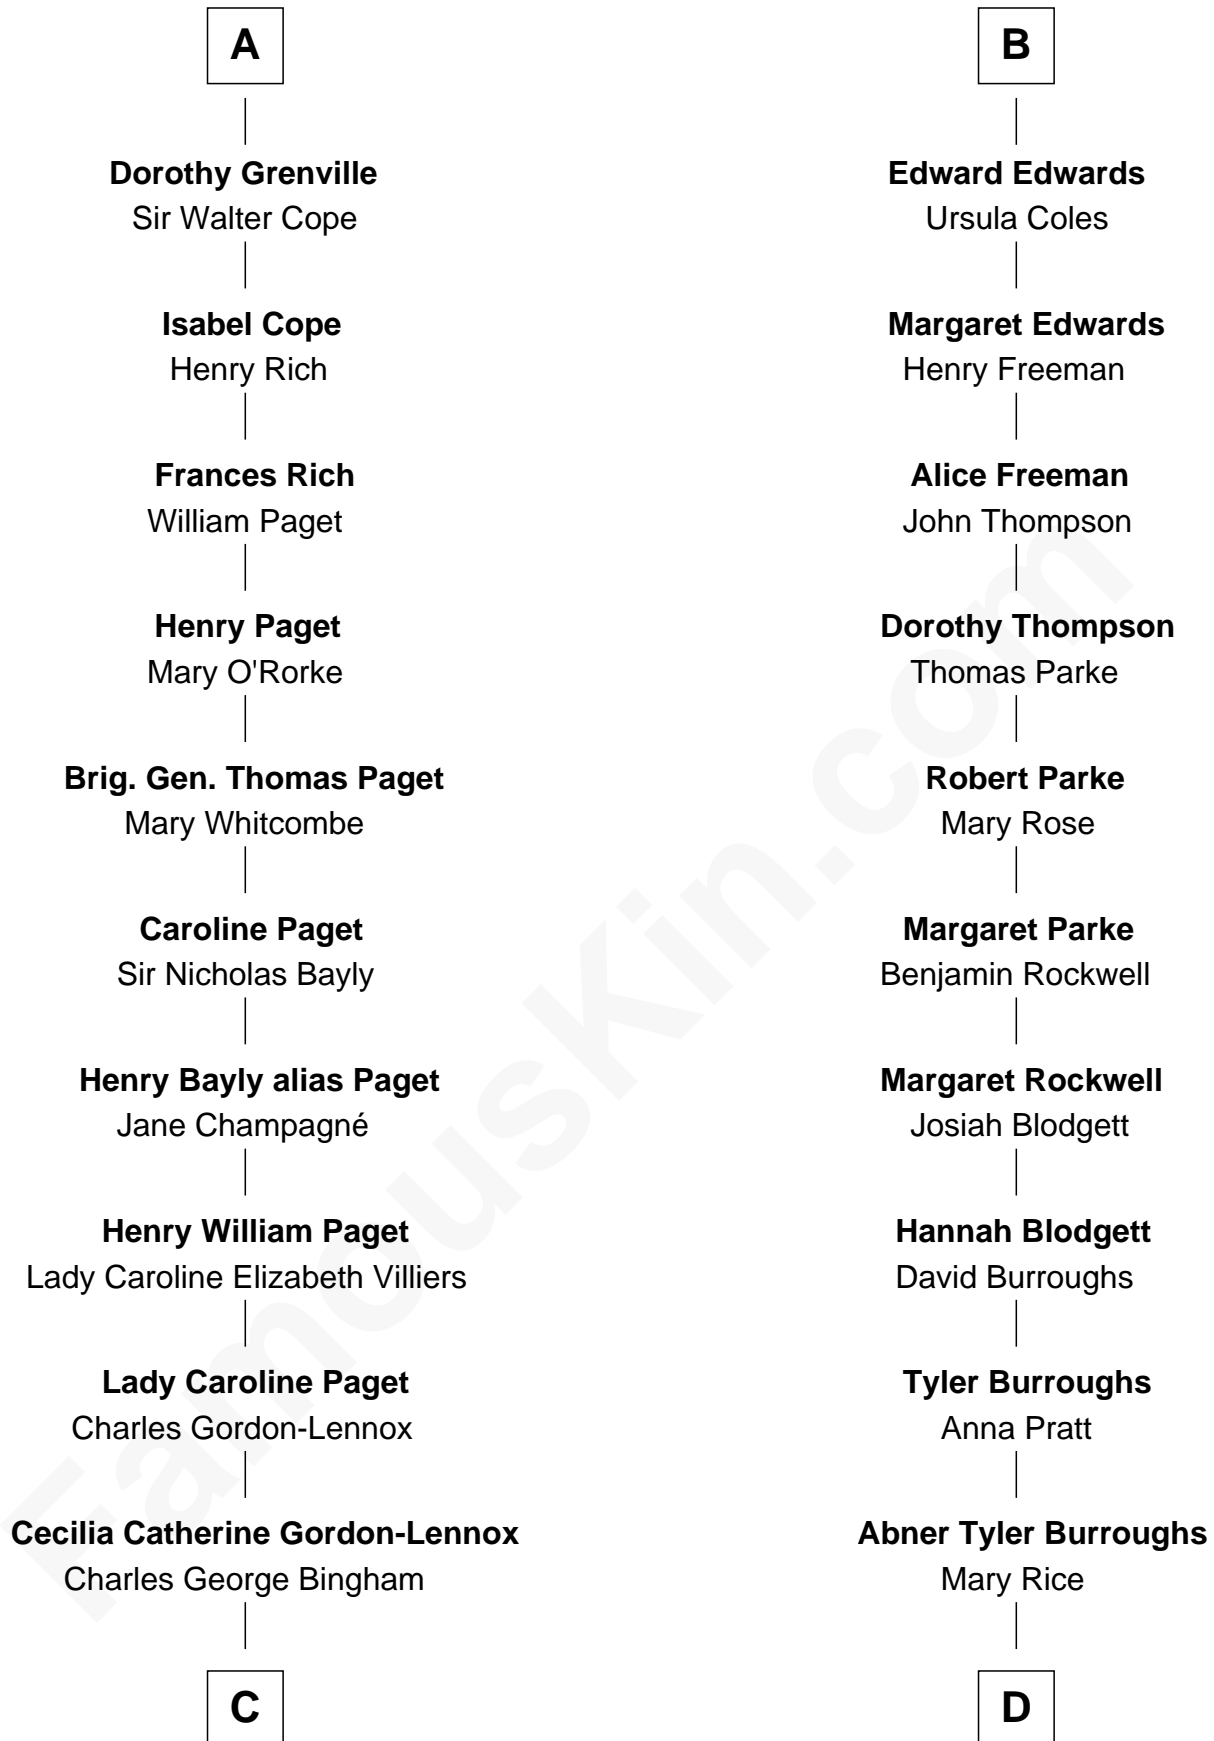 A
Dorothy Grenville
Sir Walter Cope
Isabel Cope
Henry Rich
Frances Rich
William Paget
Henry Paget
Mary O'Rorke
Brig. Gen. Thomas Paget
Mary Whitcombe
Caroline Paget
Sir Nicholas Bayly
Henry Bayly alias Paget
Jane Champagné
Henry William Paget
Lady Caroline Elizabeth Villiers
Lady Caroline Paget
Charles Gordon-Lennox
Cecilia Catherine Gordon-Lennox
Charles George Bingham
C
B
Edward Edwards
Ursula Coles
Margaret Edwards
Henry Freeman
Alice Freeman
John Thompson
Dorothy Thompson
Thomas Parke
Robert Parke
Mary Rose
Margaret Parke
Benjamin Rockwell
Margaret Rockwell
Josiah Blodgett
Hannah Blodgett
David Burroughs
Tyler Burroughs
Anna Pratt
Abner Tyler Burroughs
Mary Rice
D
FamousKin.com